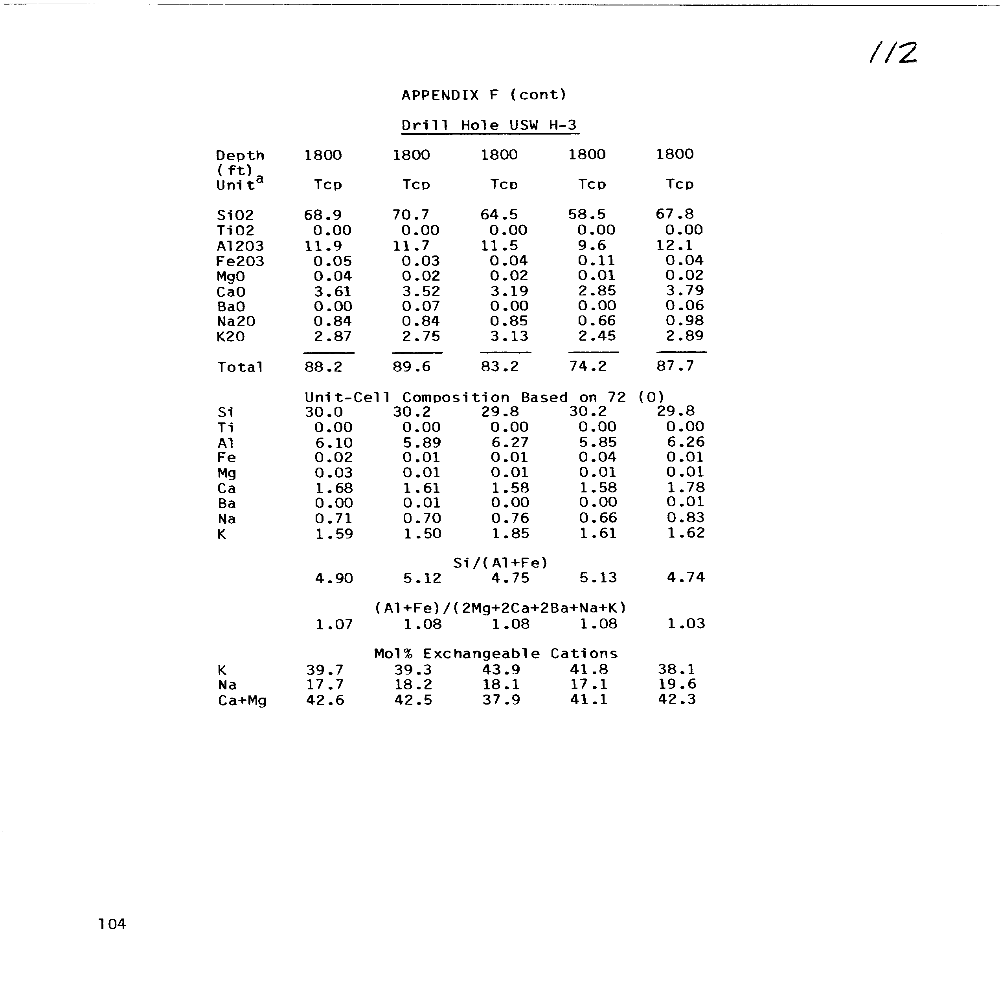 112
APPENDIX F (cont)
Drill Hole USW H-3
Depth 1800 1800 1800 1800 1800
(ft)
Unita Tcp Tcp Tcp Tcp Tcp
SiO2 68.9 70.7 64.5 58.5 67.8
TiO2 0.00 0.00 0.00 0.00 0.00
Al2O3 11.9 11.7 11.5 9.6 12.1
Fe2O3 0.05 0.03 0.04 0.11 0.04
MgO 0.04 0.02 0.02 0.01 0.02
CaO 3.61 3.52 3.19 2.85 3.79
BaO 0.00 0.07 0.00 0.00 0.06
Na2O 0.84 0.84 0.85 0.66 0.98
K2O 2.87 2.75 3.13 2.45 2.89
Total 88.2 89.6 83.2 74.2 87.7
Unit-Cell Composition Based on 72 (O)
Si 30.0 30.2 29.8 30.2 29.8
Ti 0.00 0.00 0.00 0.00 0.00
Al 6.10 5.89 6.27 5.85 6.26
Fe 0.02 0.01 0.01 0.04 0.01
Mg 0.03 0.01 0.01 0.01 0.01
Ca 1.68 1.61 1.58 1.58 1.78
Ba 0.00 0.01 0.00 0.00 0.01
Na 0.71 0.70 0.76 0.66 0.83
K 1.59 1.50 1.85 1.61 1.62
Si/(Al+Fe)
4.90 5.12 4.75 5.13 4.74
(Al+Fe)/(2Mg+2Ca+2Ba+Na+K)
1.07 1.08 1.08 1.08 1.03
Mol% Exchangeable Cations
K 39.7 39.3 43.9 41.8 38.1
Na 17.7 18.2 18.1 17.1 19.6
Ca+Mg 42.6 42.5 37.9 41.1 42.3
104